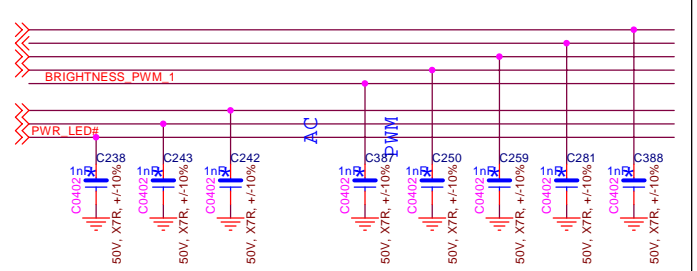 BRIGHTNESS_PWM_1
PWR_LED#
AC
PWM
C238
C243
C242
C387
C250
C259
C281
C388
1nF
1nF
1nF
1nF
1nF
1nF
1nF
1nF
C0402
C0402
C0402
C0402
C0402
C0402
C0402
C0402
50V, X7R, +/-10%
50V, X7R, +/-10%
50V, X7R, +/-10%
50V, X7R, +/-10%
50V, X7R, +/-10%
50V, X7R, +/-10%
50V, X7R, +/-10%
50V, X7R, +/-10%